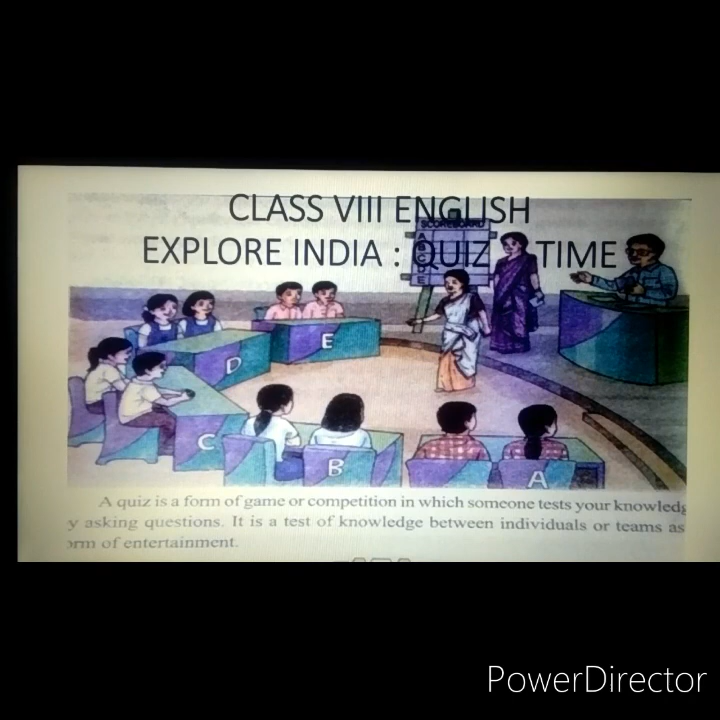 CLASS VIII ENGLISH
EXPLORE INDIA : QUIZ TIME
SCOREBOARD
A
B
C
D
E
E
D
C
B
A
A quiz is a form of game or competition in which someone tests your knowledg
y asking questions. It is a test of knowledge between individuals or teams as
orm of entertainment.
PowerDirector